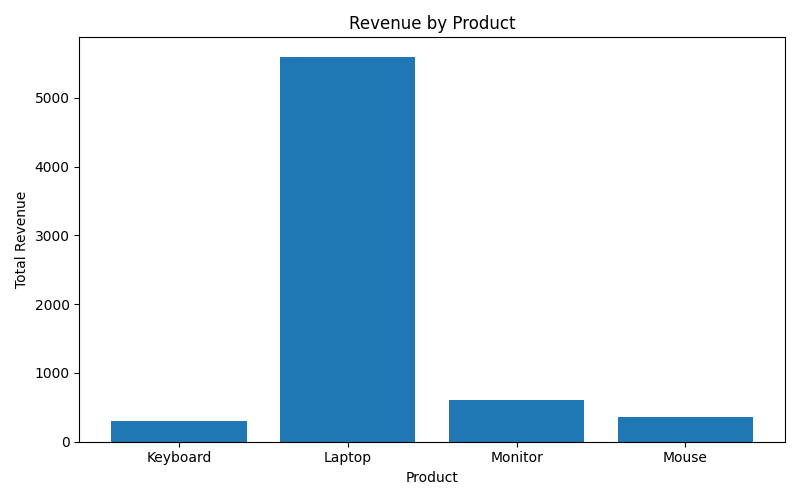 Revenue by Product
Total Revenue
5000
4000
3000
2000
1000
0
Keyboard Laptop Monitor Mouse
Product